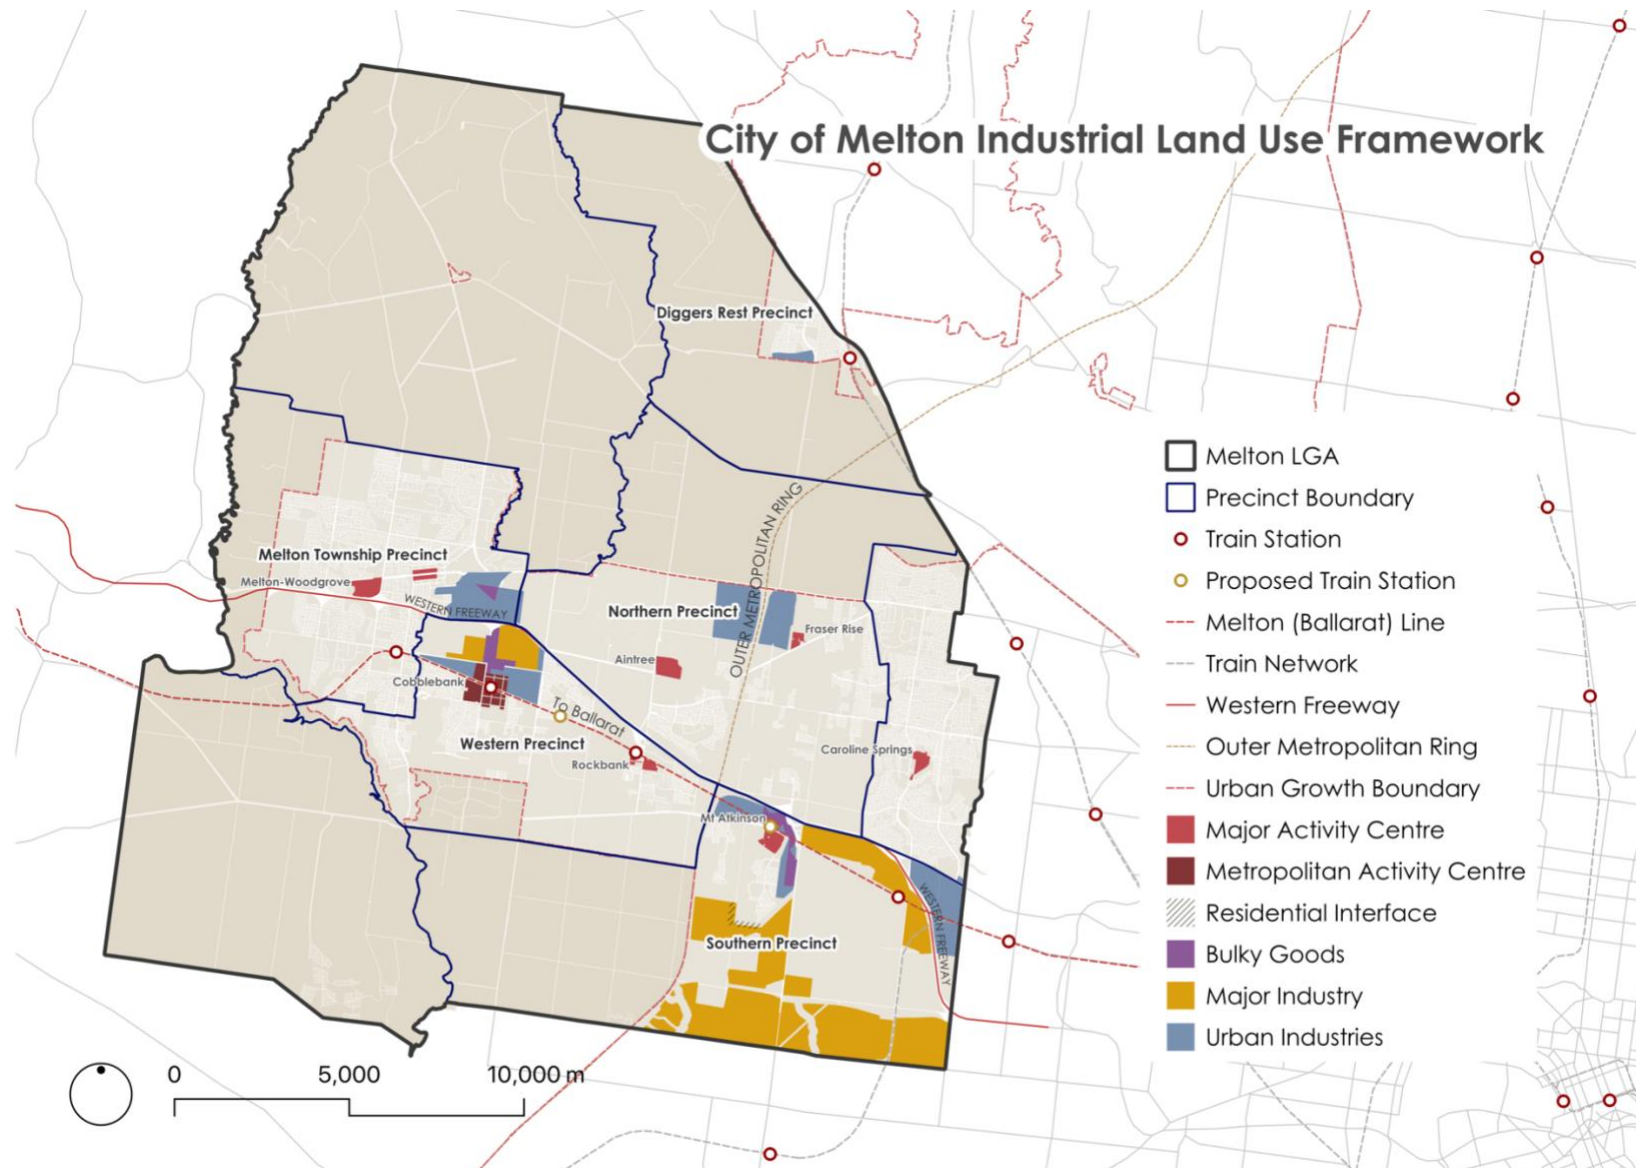 City of Melton Industrial Land Use Framework
Diggers Rest Precinct
OUTER METROPOLITAN RING
Melton Township Precinct
Melton-Woodgrove
WESTERN FREEWAY
Northern Precinct
Fraser Rise
Aintree
Cobblebank
To Ballarat
Western Precinct
Rockbank
Caroline Springs
Mt Atkinson
WESTERN FREEWAY
Southern Precinct
Melton LGA
Precinct Boundary
Train Station
Proposed Train Station
Melton (Ballarat) Line
Train Network
Western Freeway
Outer Metropolitan Ring
Urban Growth Boundary
Major Activity Centre
Metropolitan Activity Centre
Residential Interface
Bulky Goods
Major Industry
Urban Industries
0 5,000 10,000 m